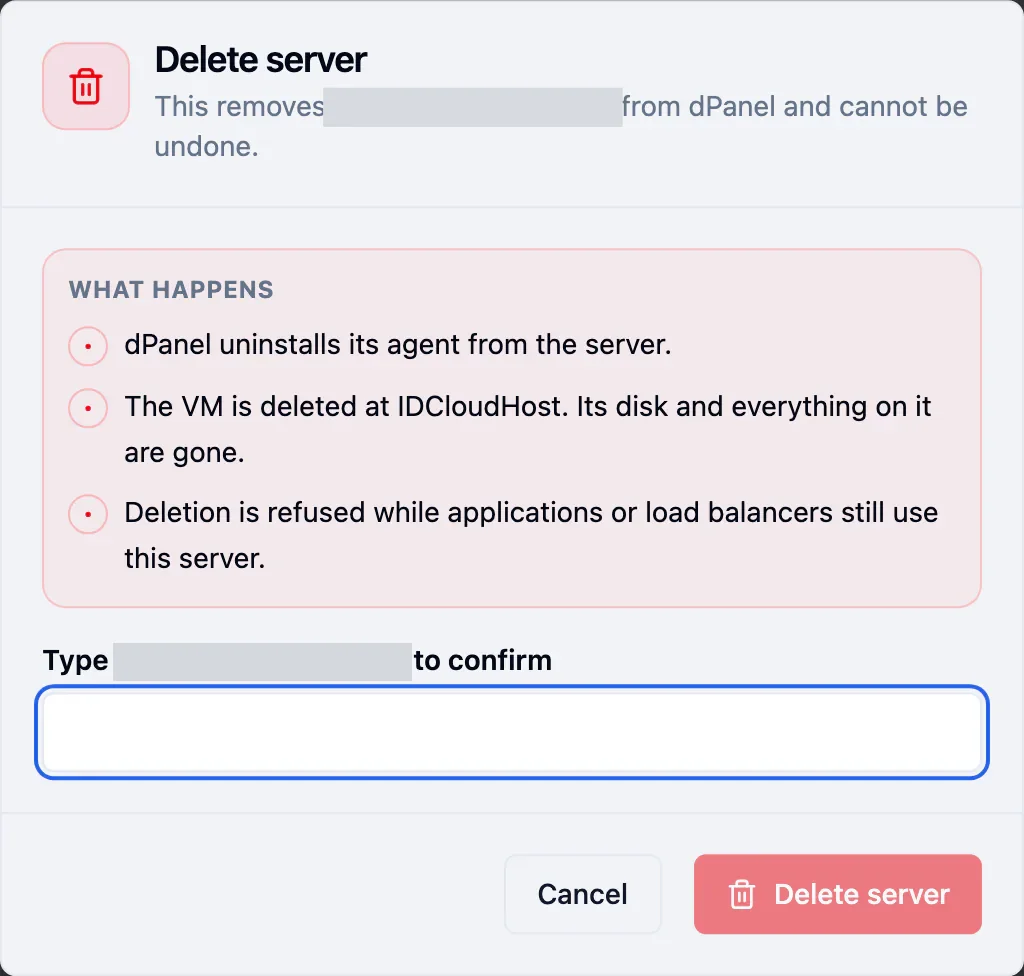 Delete server
This removes from dPanel and cannot be
undone.
WHAT HAPPENS
dPanel uninstalls its agent from the server.
The VM is deleted at IDCloudHost. Its disk and everything on it
are gone.
Deletion is refused while applications or load balancers still use
this server.
Type to confirm
Cancel
Delete server